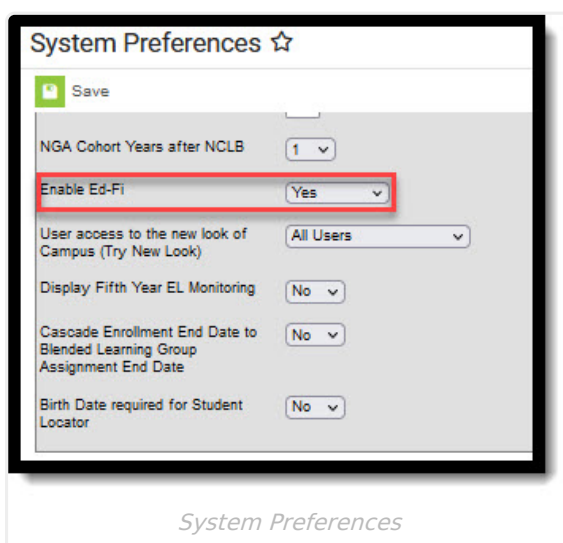 System Preferences ☆
Save
NGA Cohort Years after NCLB 1
Enable Ed-Fi Yes
User access to the new look of All Users
Campus (Try New Look)
Display Fifth Year EL Monitoring No
Cascade Enrollment End Date to No
Blended Learning Group
Assignment End Date
Birth Date required for Student No
Locator
System Preferences